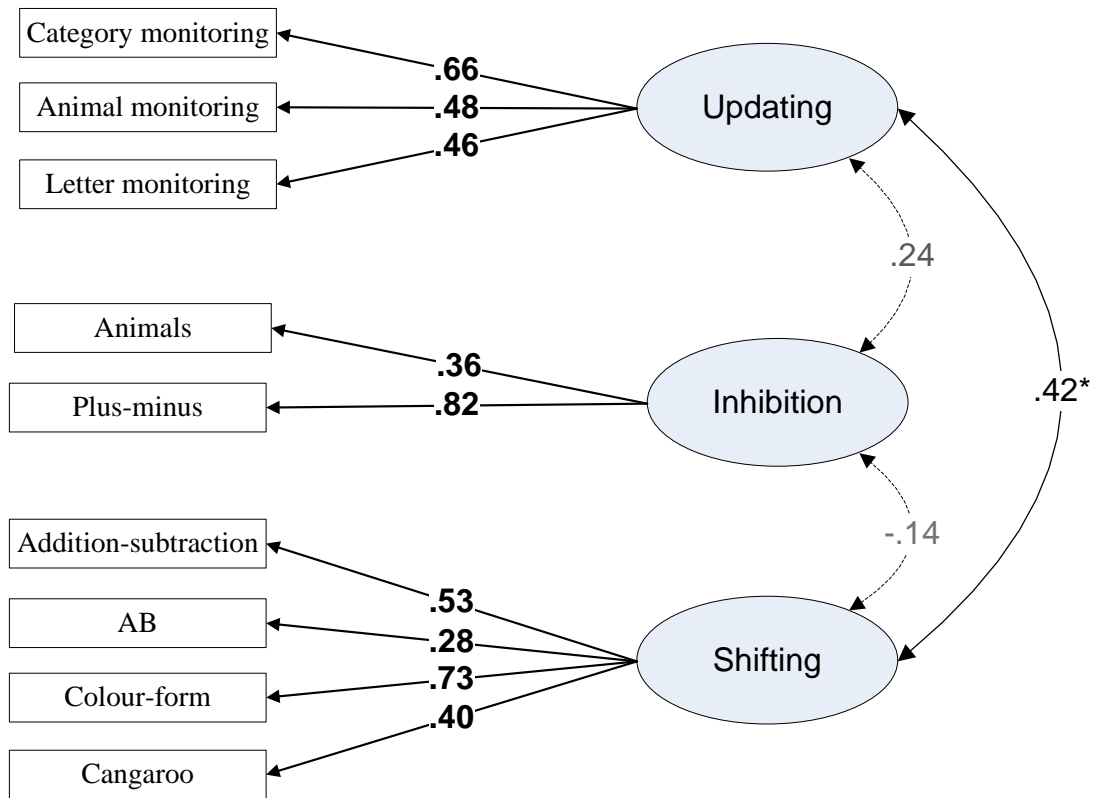 Category monitoring
.66
Animal monitoring
.48
Updating
.46
Letter monitoring
.24
Animals
.36
Inhibition
.42*
Plus-minus
.82
Addition-subtraction
-.14
.53
AB
.28
Shifting
Colour-form
.73
.40
Cangaroo